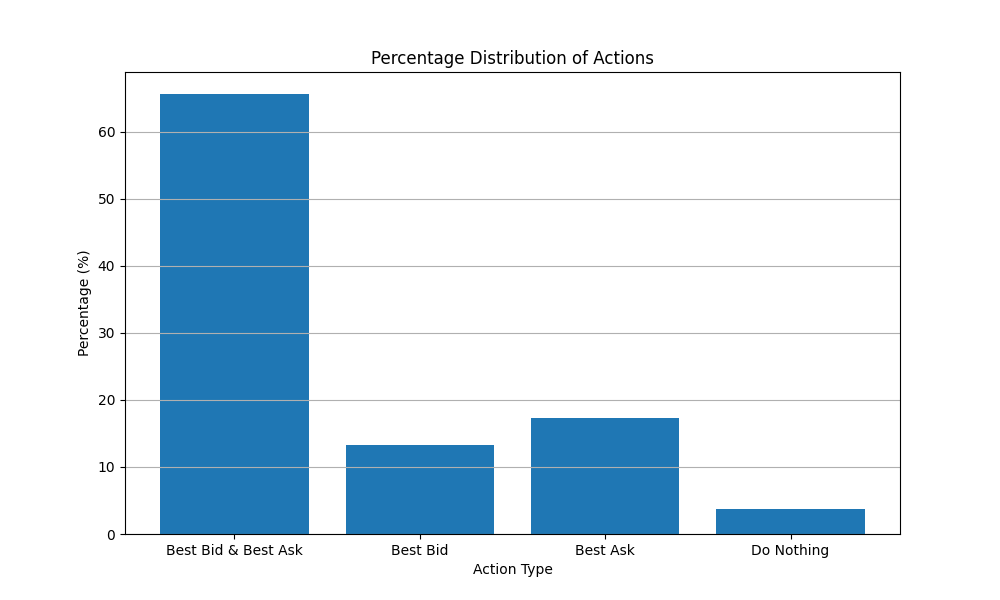 Percentage Distribution of Actions
Percentage (%)
60
50
40
30
20
10
0
Best Bid & Best Ask
Best Bid
Best Ask
Do Nothing
Action Type